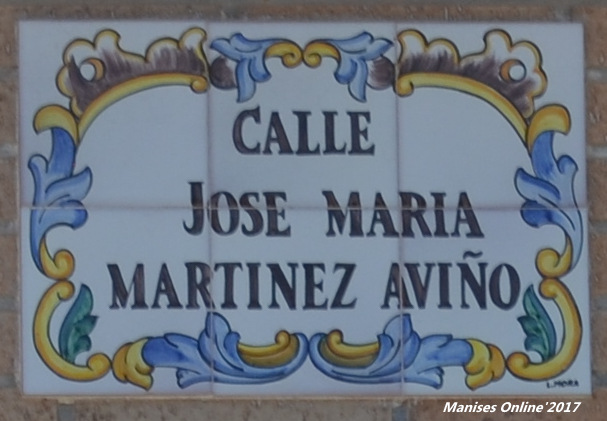 CALLE
JOSE MARIA
MARTINEZ AVIÑO
L.MORA
Manises Online'2017